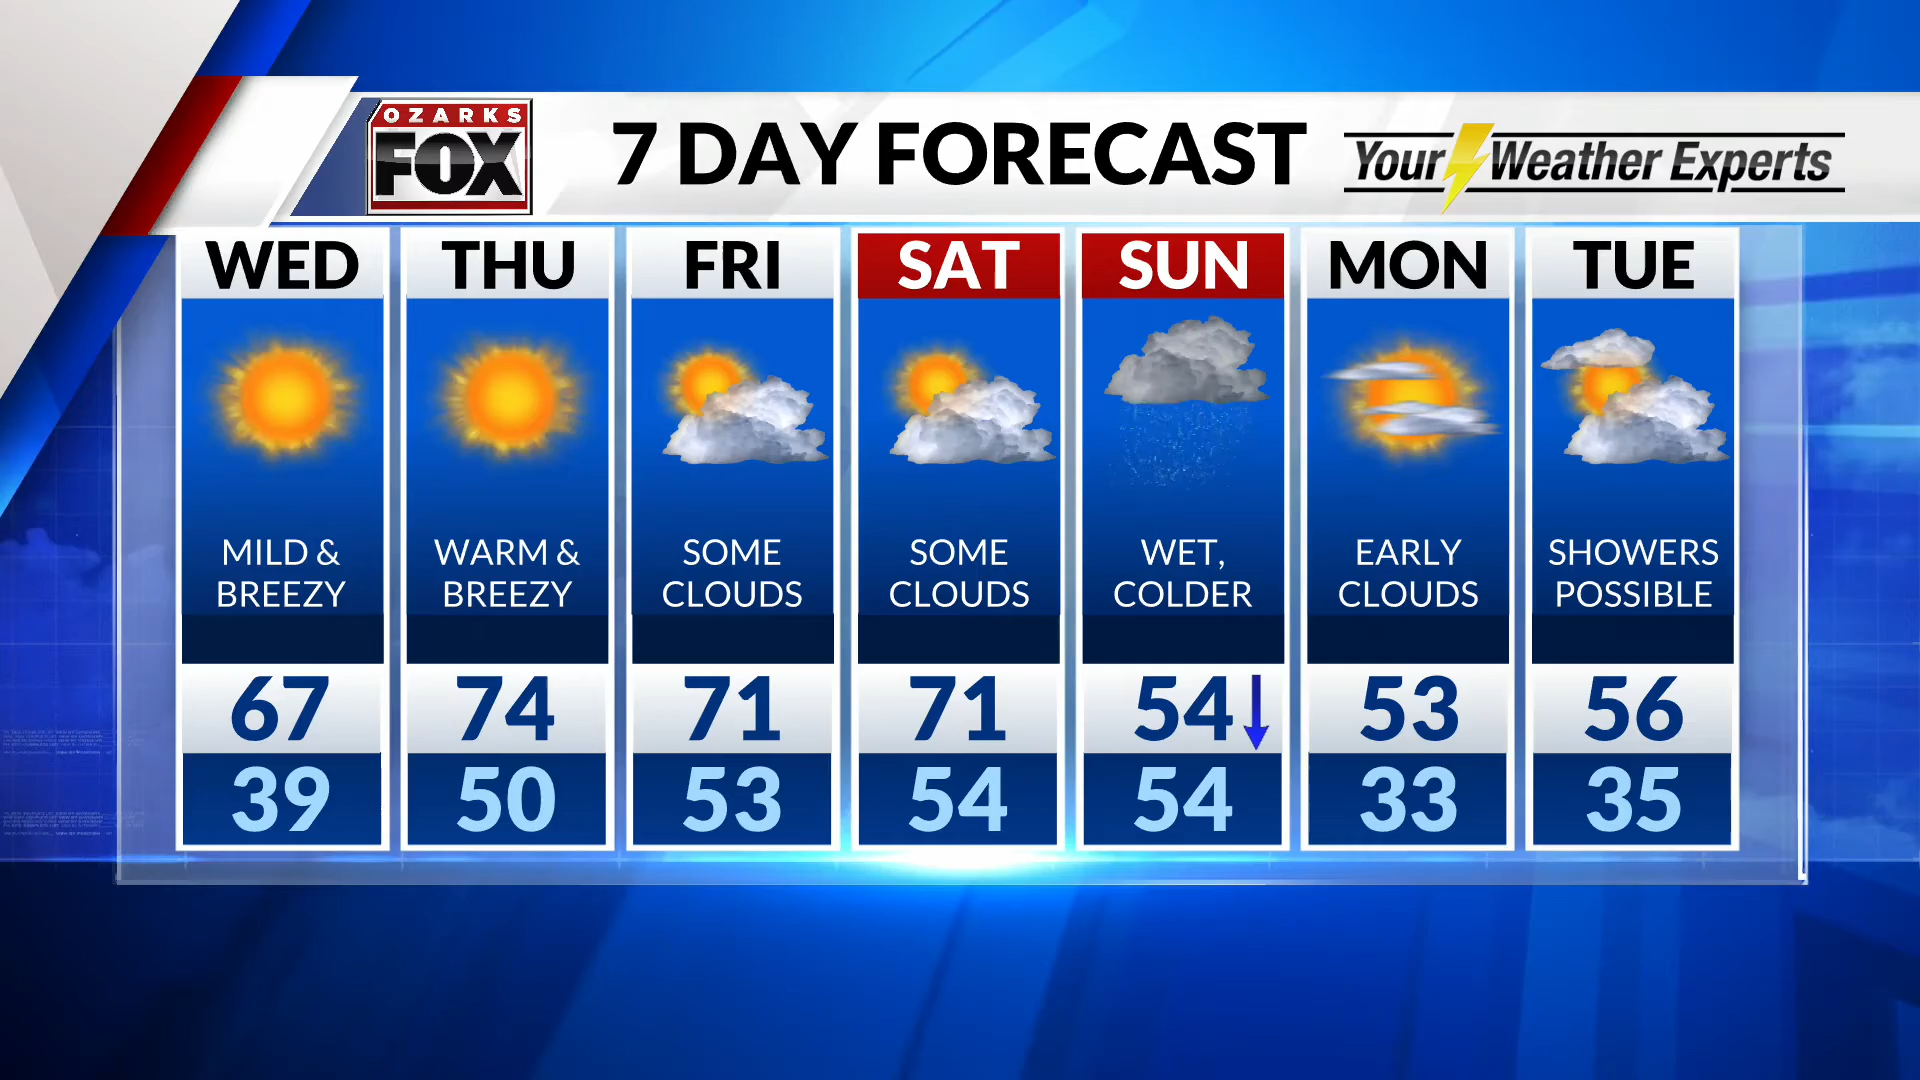 OZARKS
FOX
7 DAY FORECAST
Your Weather Experts
WED
THU
FRI
SAT
SUN
MON
TUE
MILD &
BREEZY
WARM &
BREEZY
SOME
CLOUDS
SOME
CLOUDS
WET,
COLDER
EARLY
CLOUDS
SHOWERS
POSSIBLE
67
74
71
71
54
53
56
39
50
53
54
54
33
35